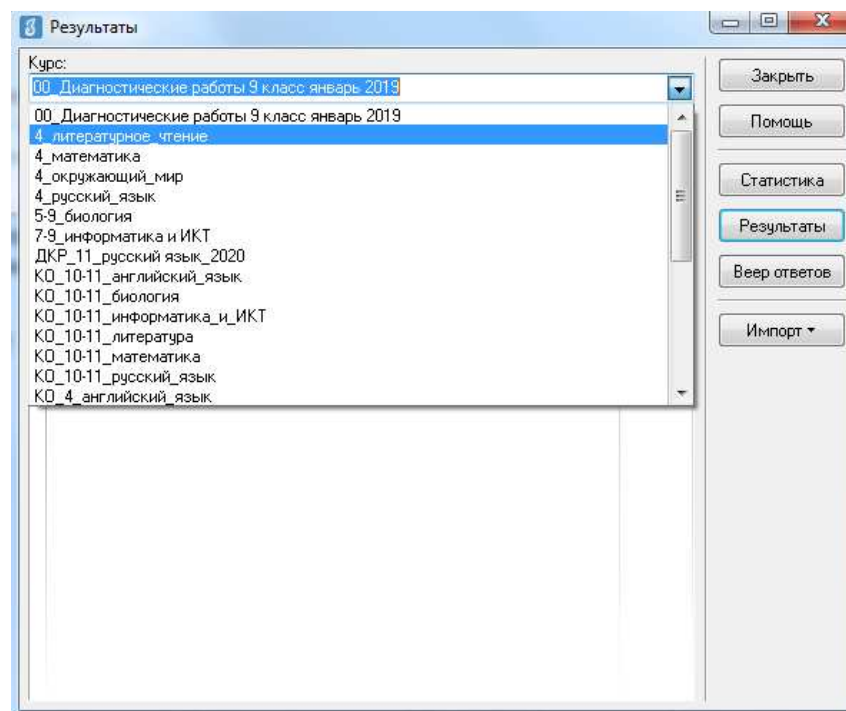 Результаты
Курс:
00_Диагностические работы 9 класс январь 2019
00_Диагностические работы 9 класс январь 2019
4_литературное_чтение
4_математика
4_окружающий_мир
4_русский_язык
5-9_биология
7-9_информатика и ИКТ
ДКР_11_русский язык_2020
КО_10-11_английский_язык
КО_10-11_биология
КО_10-11_информатика_и_ИКТ
КО_10-11_литература
КО_10-11_математика
КО_10-11_русский_язык
КО_4_английский_язык
Закрыть
Помощь
Статистика
Результаты
Веер ответов
Импорт